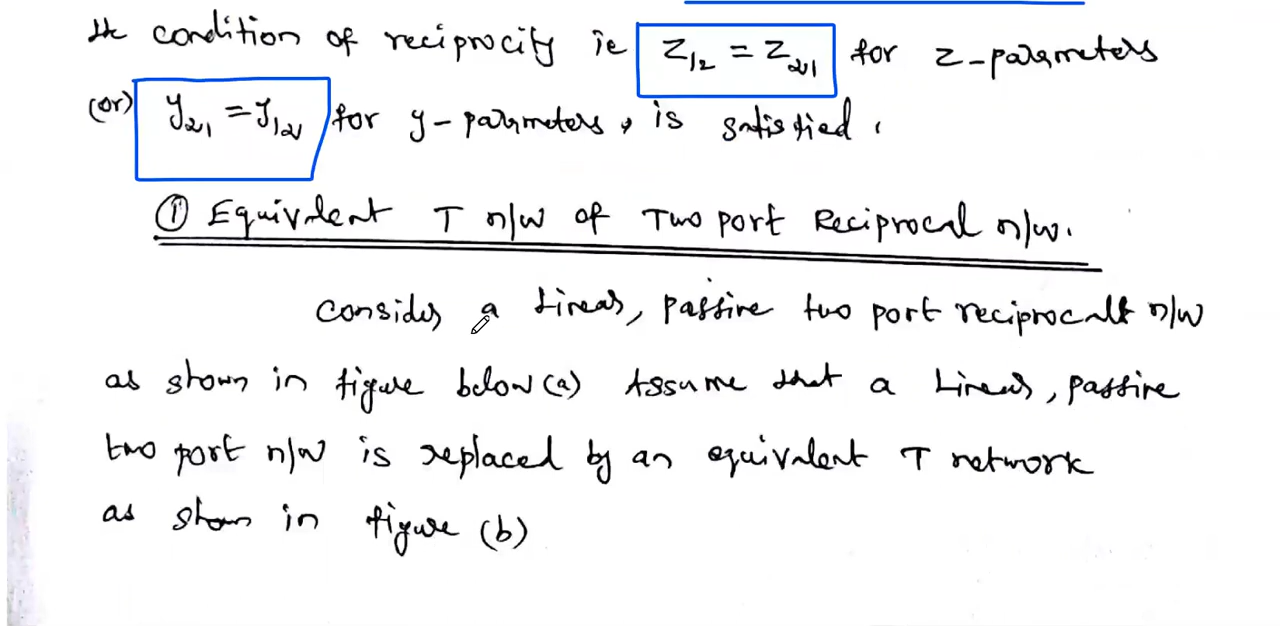 the condition of reciprocity ie Z12 = Z21 for z-parameters
(or) y21 = y12 for y-parameters, is satisfied.
① Equivalent T n/w of Two port Reciprocal n/w.
consider a Linear, passive two port reciprocalt n/w
as shown in figure below (a) Assume that a Linear, passive
two port n/w is replaced by an equivalent T network
as shown in figure (b)